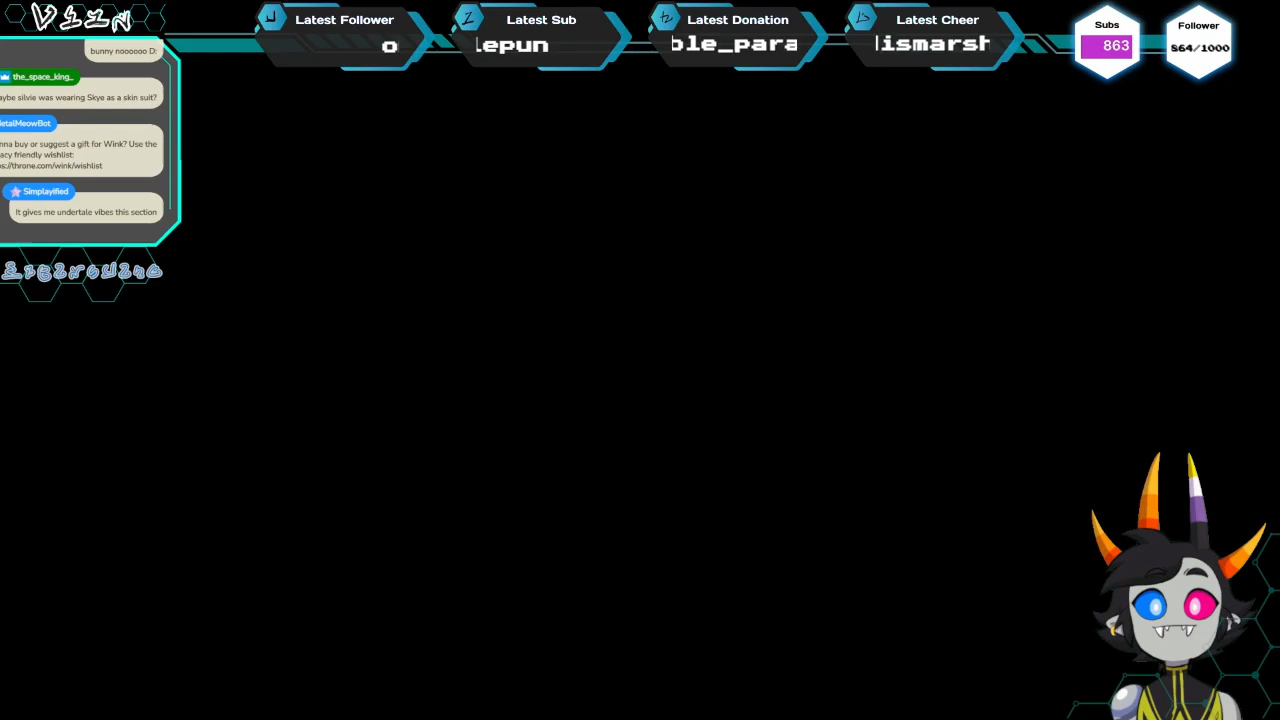 Latest Follower
Latest Sub
Latest Donation
Latest Cheer
Subs
Follower
o
lepun
ble_para
lismarsh
863
864/1000
bunny noooooo D:
the_space_king_
aybe silvie was wearing Skye as a skin suit?
letalMeowBot
nna buy or suggest a gift for Wink? Use the
acy friendly wishlist:
ps://throne.com/wink/wishlist
Simplayified
It gives me undertale vibes this section